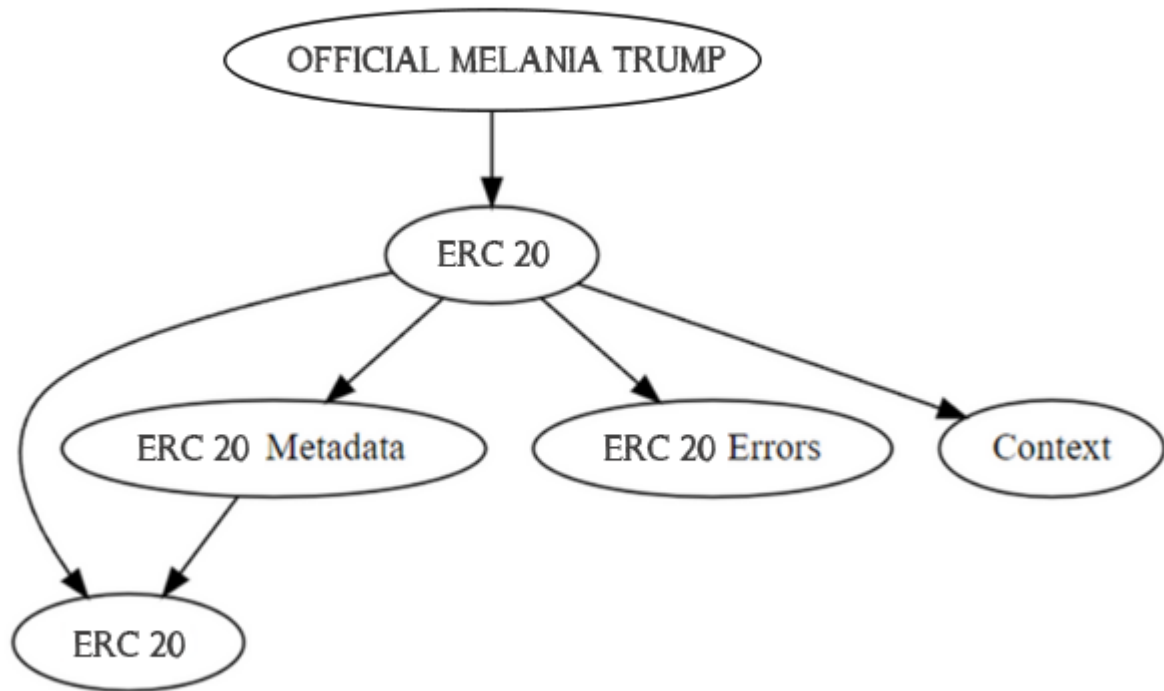 OFFICIAL MELANIA TRUMP
ERC 20
ERC 20 Metadata
ERC 20 Errors
Context
ERC 20